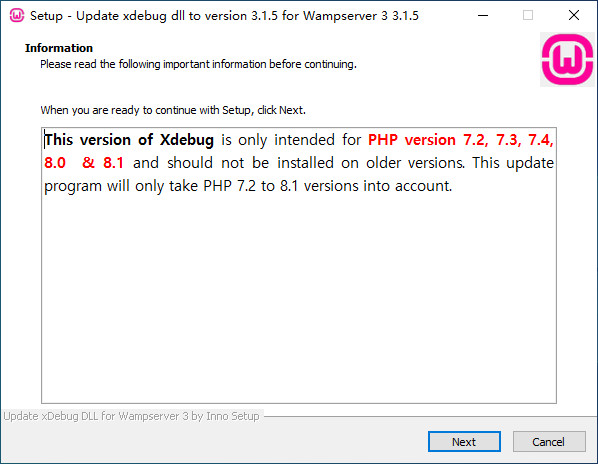 Setup - Update xdebug dll to version 3.1.5 for Wampserver 3 3.1.5
Information
Please read the following important information before continuing.
When you are ready to continue with Setup, click Next.
This version of Xdebug is only intended for PHP version 7.2, 7.3, 7.4,
8.0 & 8.1 and should not be installed on older versions. This update
program will only take PHP 7.2 to 8.1 versions into account.
Update xDebug DLL for Wampserver 3 by Inno Setup
Next
Cancel